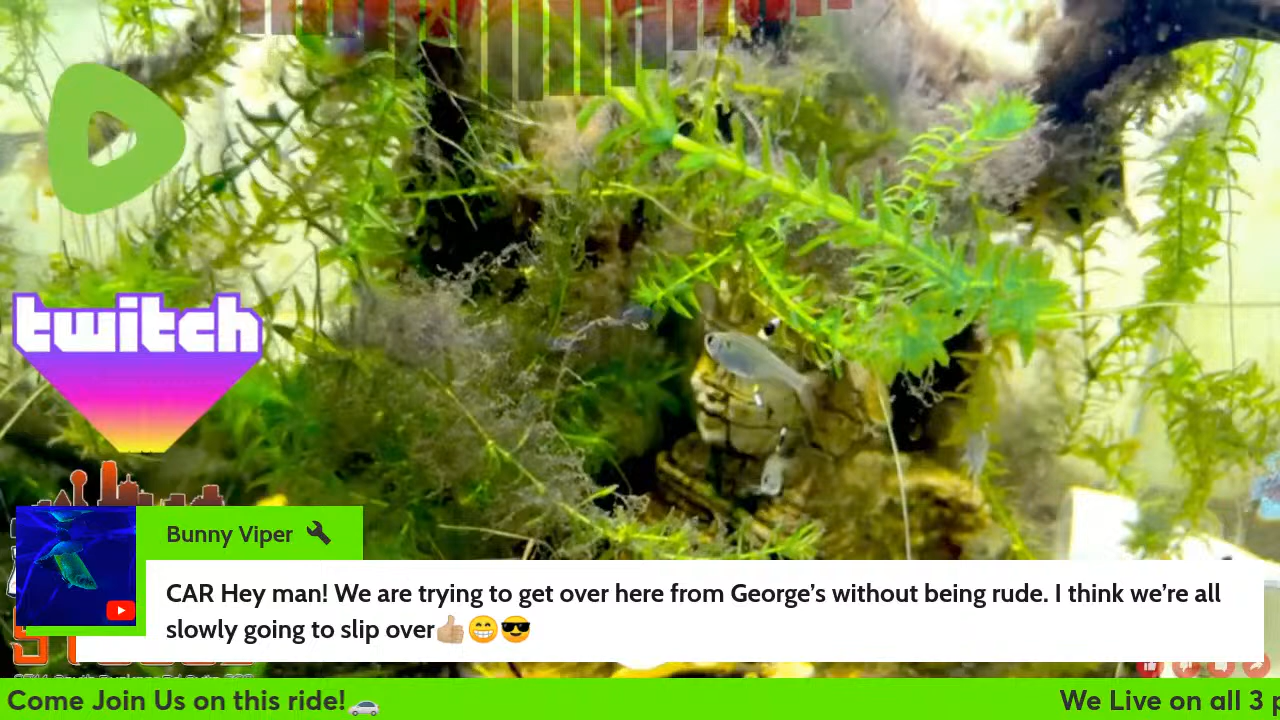 twitch
Bunny Viper
CAR Hey man! We are trying to get over here from George’s without being rude. I think we’re all
slowly going to slip over👍🏼😁😎
Come Join Us on this ride!🚗
We Live on all 3